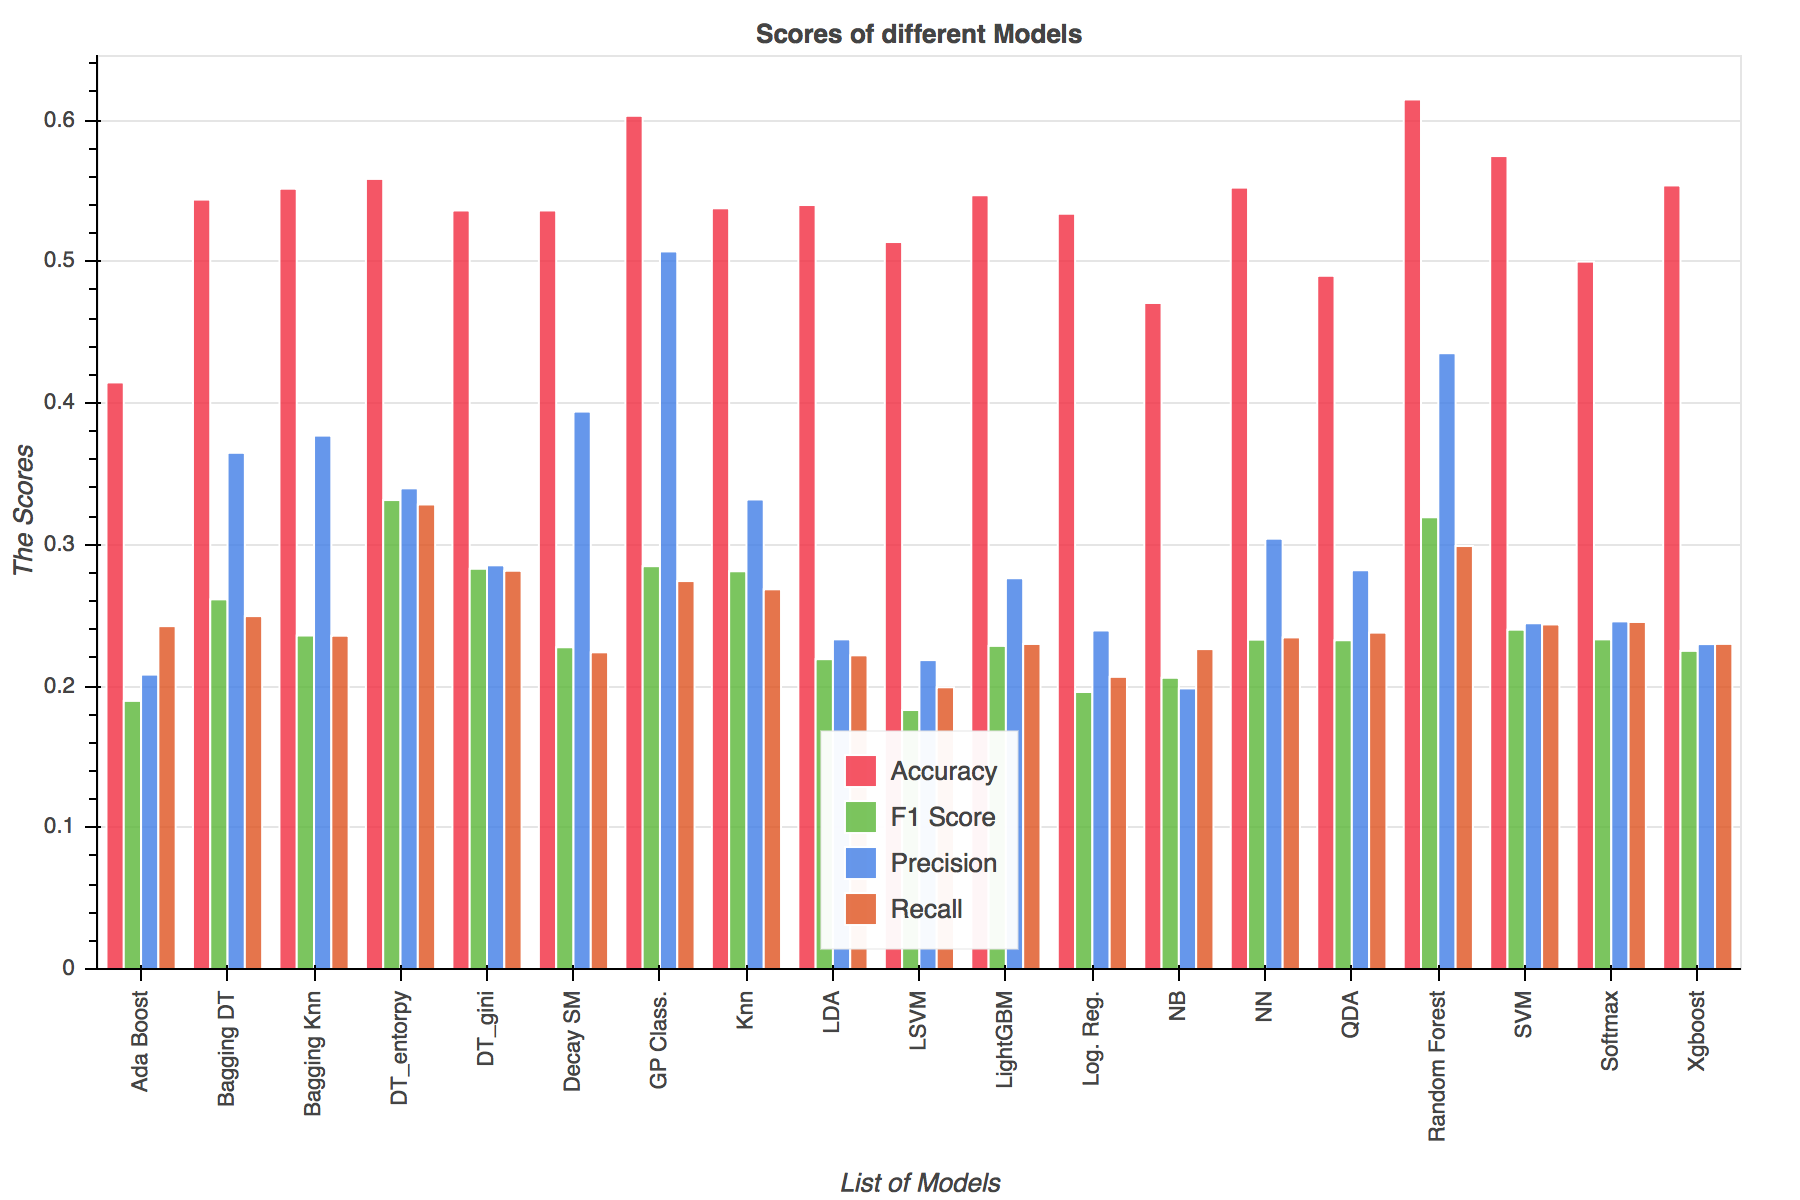 Scores of different Models
The Scores
0.6
0.5
0.4
0.3
0.2
0.1
0
Accuracy
F1 Score
Precision
Recall
Ada Boost
Bagging DT
Bagging Knn
DT_entorpy
DT_gini
Decay SM
GP Class.
Knn
LDA
LSVM
LightGBM
Log. Reg.
NB
NN
QDA
Random Forest
SVM
Softmax
Xgboost
List of Models